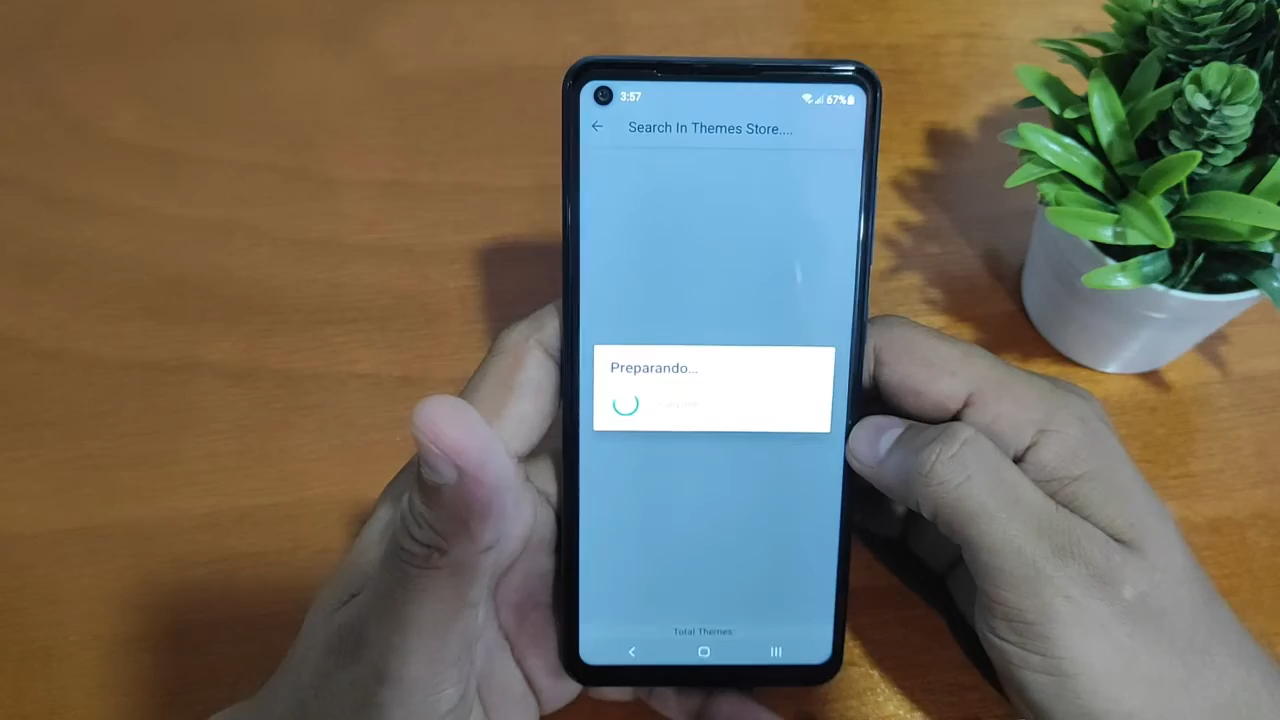 3:57
67%
Search In Themes Store....
Preparando...
Total Themes: